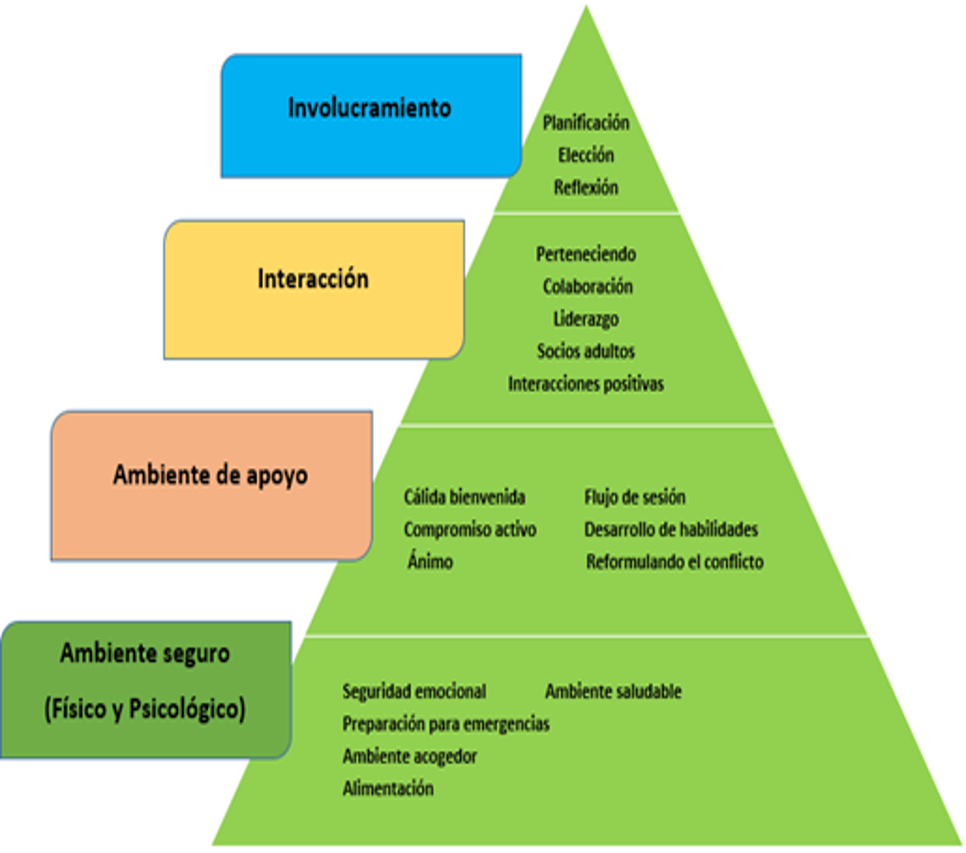 Involucramiento
Planificación
Elección
Reflexión
Interacción
Perteneciendo
Colaboración
Liderazgo
Socios adultos
Interacciones positivas
Ambiente de apoyo
Cálida bienvenida
Compromiso activo
Ánimo
Flujo de sesión
Desarrollo de habilidades
Reformulando el conflicto
Ambiente seguro
(Físico y Psicológico)
Seguridad emocional
Preparación para emergencias
Ambiente acogedor
Alimentación
Ambiente saludable